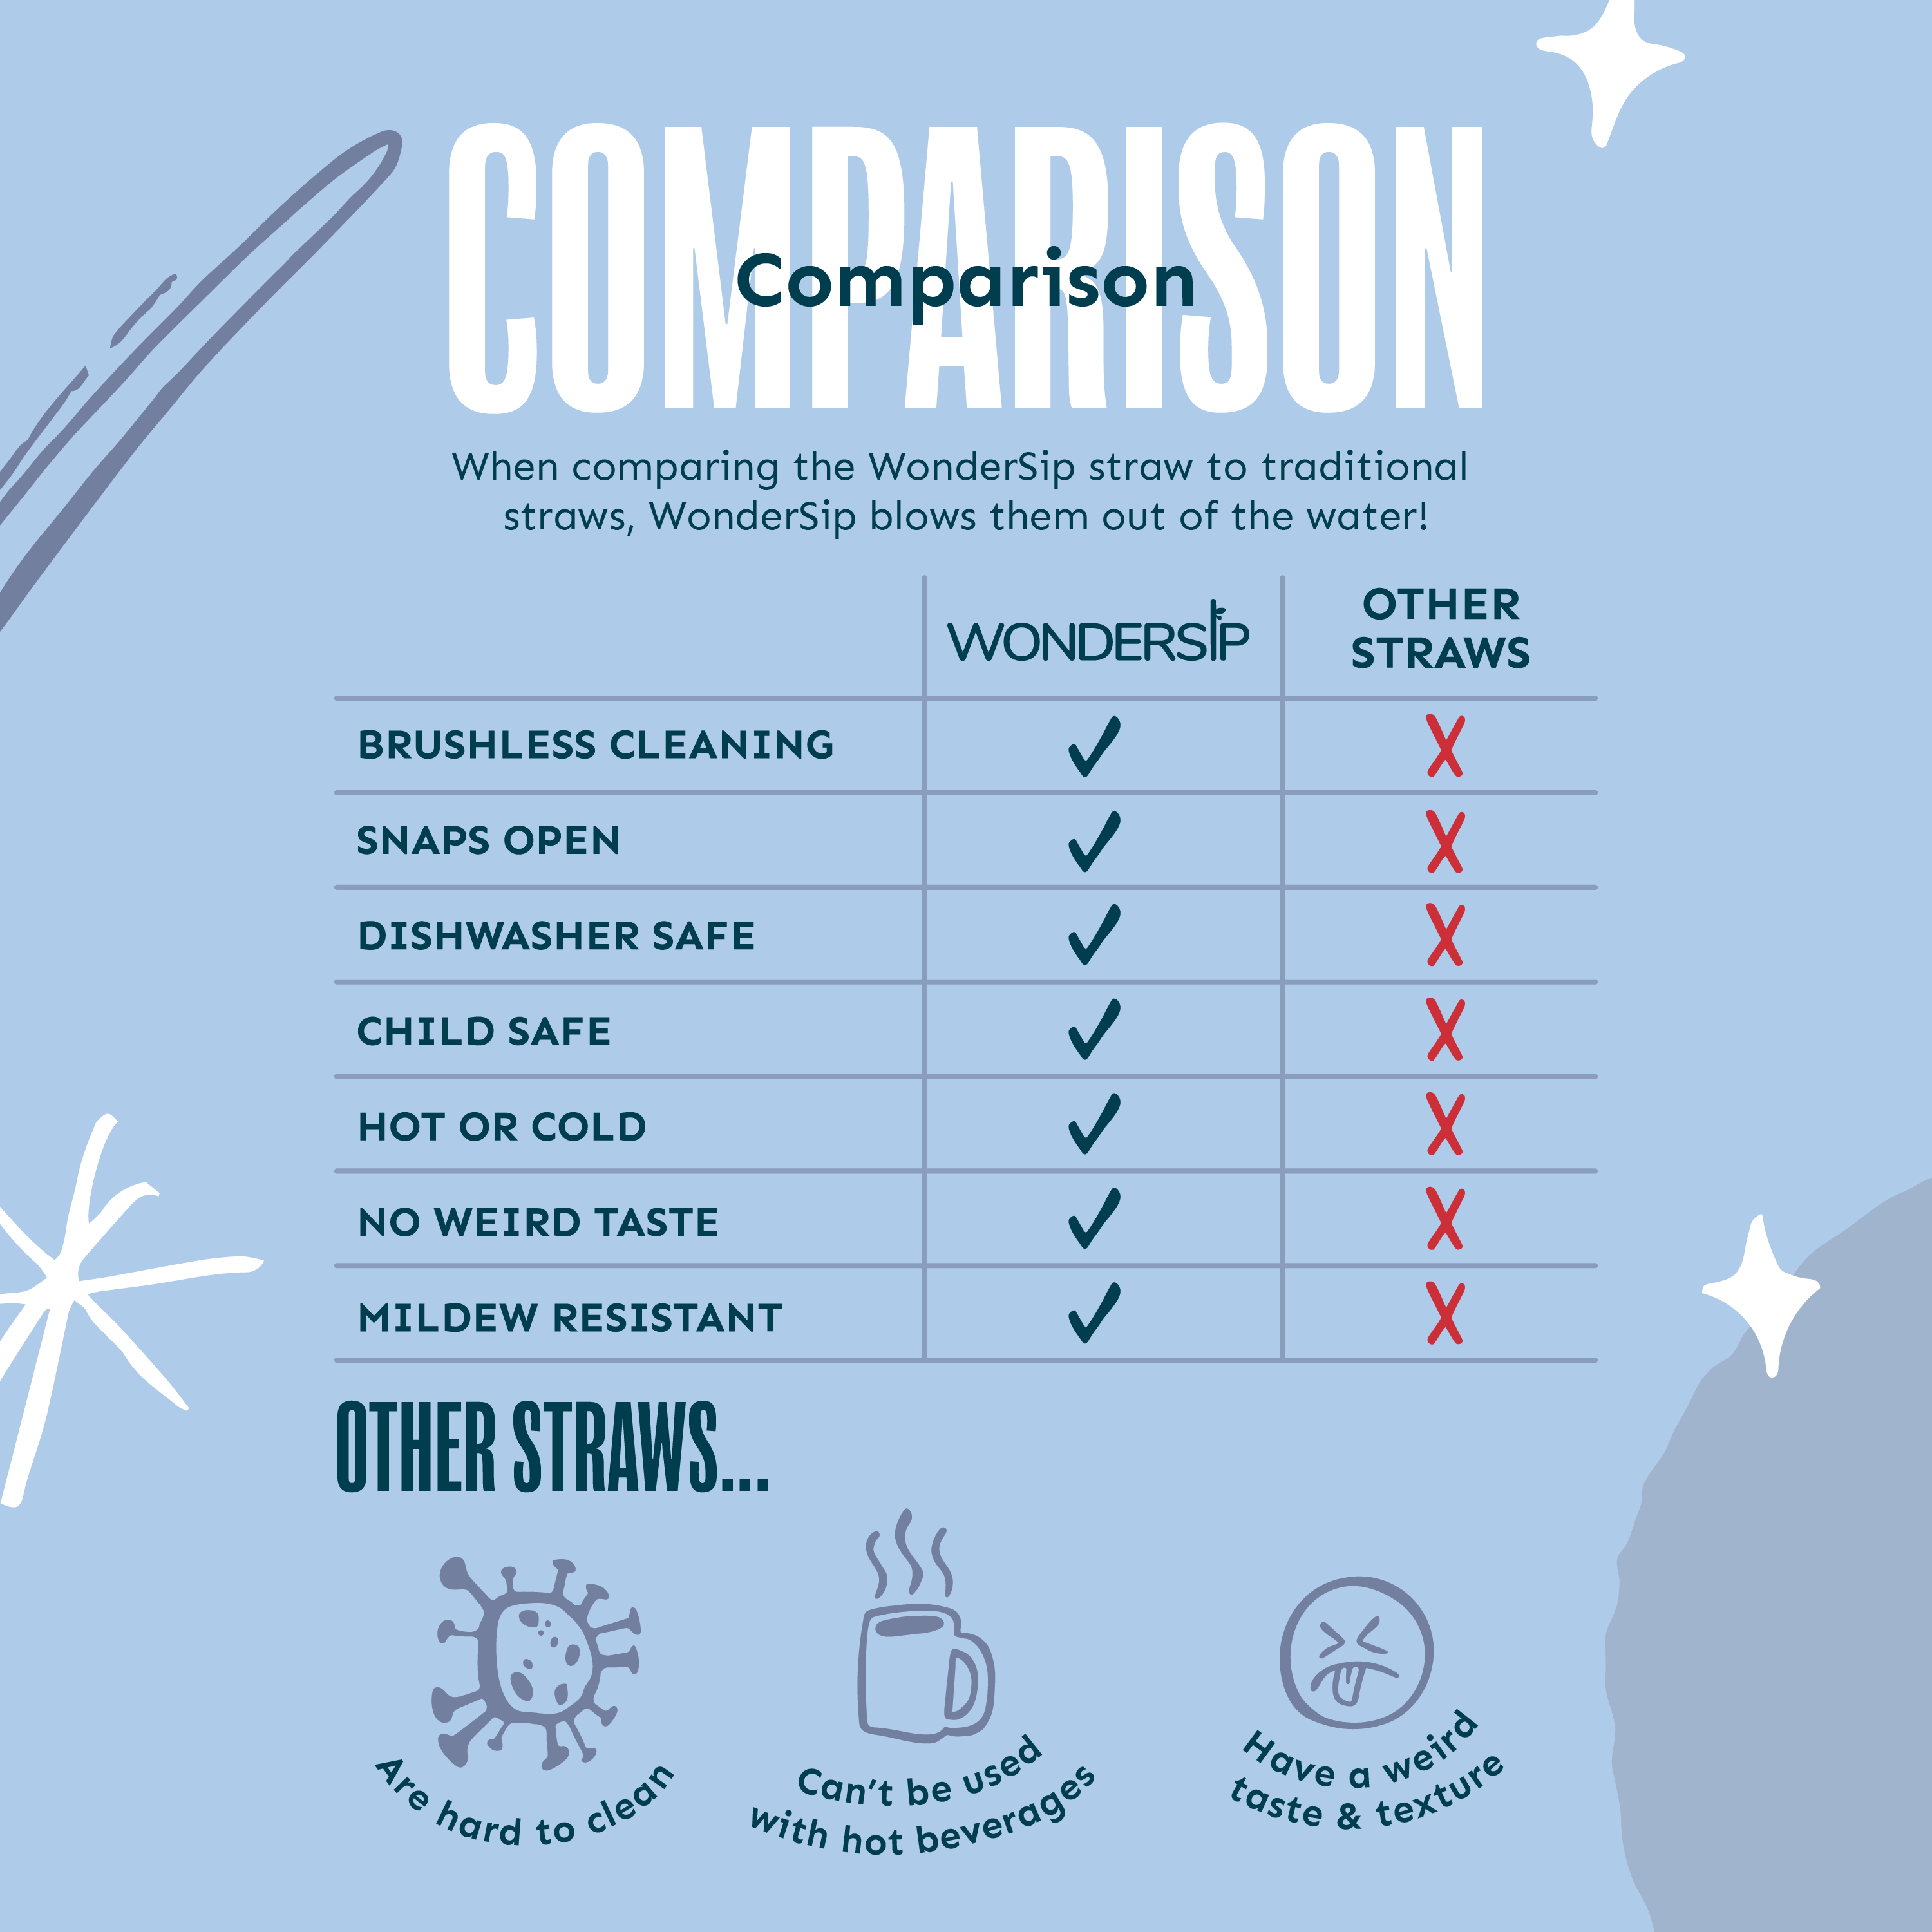 COMPARISON
Comparison
When comparing the WonderSip straw to traditional
straws, WonderSip blows them out of the water!
WONDERSIP
OTHER
STRAWS
BRUSHLESS CLEANING ✓ X
SNAPS OPEN ✓ X
DISHWASHER SAFE ✓ X
CHILD SAFE ✓ X
HOT OR COLD ✓ X
NO WEIRD TASTE ✓ X
MILDEW RESISTANT ✓ X
OTHER STRAWS...
Are hard to clean
Can't be used
with hot beverages
Have a weird
taste & texture